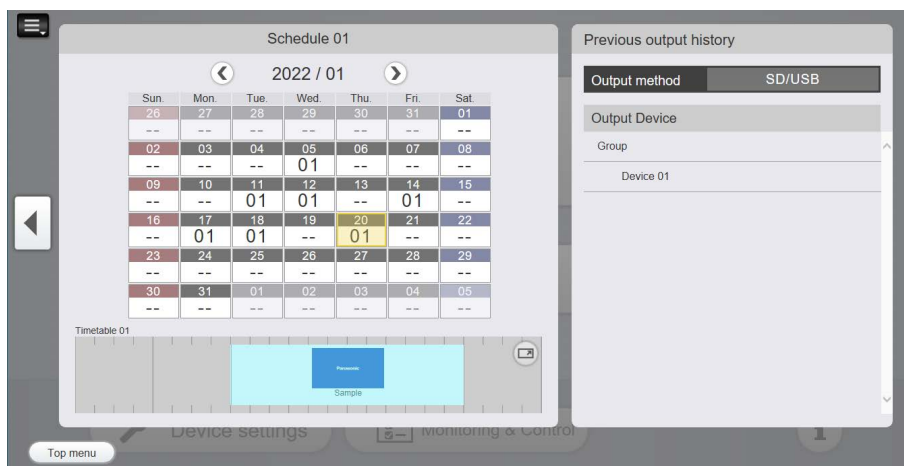 Schedule 01
2022 / 01
Sun. Mon. Tue. Wed. Thu. Fri. Sat.
26 27 28 29 30 31 01
-- -- -- -- -- -- --
02 03 04 05 06 07 08
-- -- -- 01 -- -- --
09 10 11 12 13 14 15
-- -- 01 01 -- 01 --
16 17 18 19 20 21 22
-- 01 01 -- 01 -- --
23 24 25 26 27 28 29
-- -- -- -- -- -- --
30 31 01 02 03 04 05
-- -- -- -- -- -- --
Timetable 01
Panasonic
Sample
Previous output history
Output method SD/USB
Output Device
Group
Device 01
Device settings
Monitoring & Control
Top menu